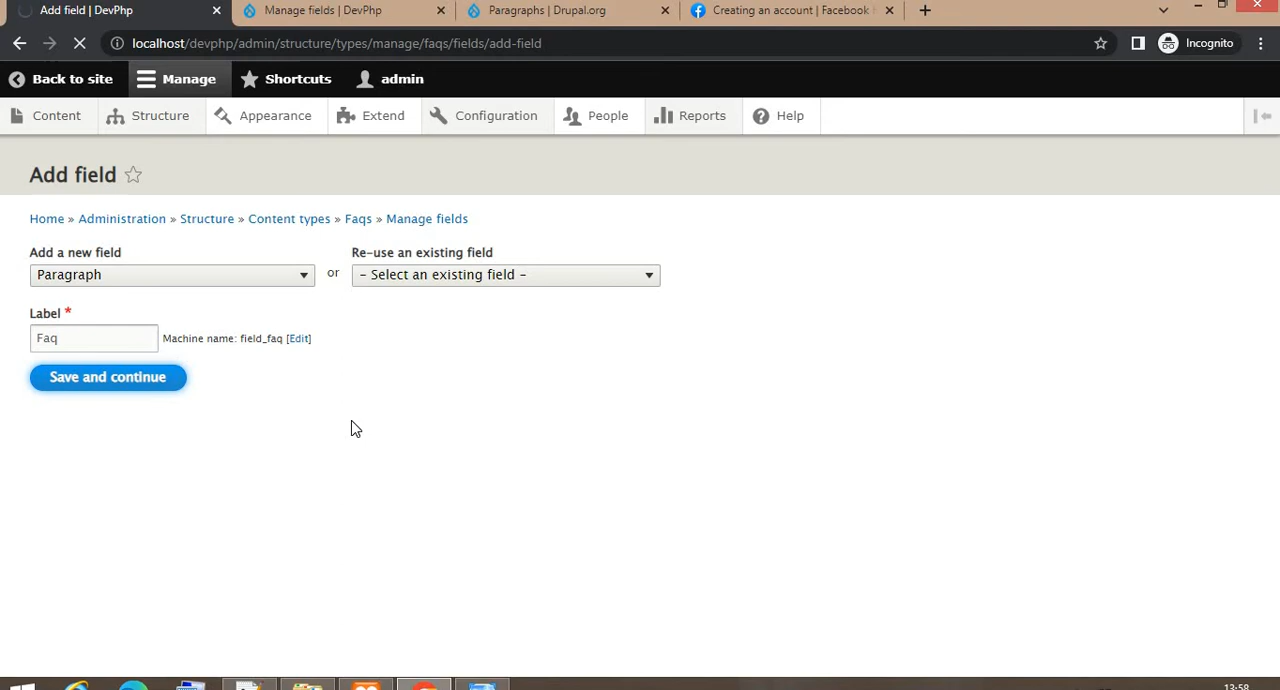 Add field | DevPhp
Manage fields | DevPhp
Paragraphs | Drupal.org
Creating an account | Facebook
localhost/devphp/admin/structure/types/manage/faqs/fields/add-field
Incognito
Back to site
Manage
Shortcuts
admin
Content
Structure
Appearance
Extend
Configuration
People
Reports
Help
Add field
Home » Administration » Structure » Content types » Faqs » Manage fields
Add a new field
Re-use an existing field
Paragraph
or
- Select an existing field -
Label *
Faq
Machine name: field_faq [Edit]
Save and continue
13:58